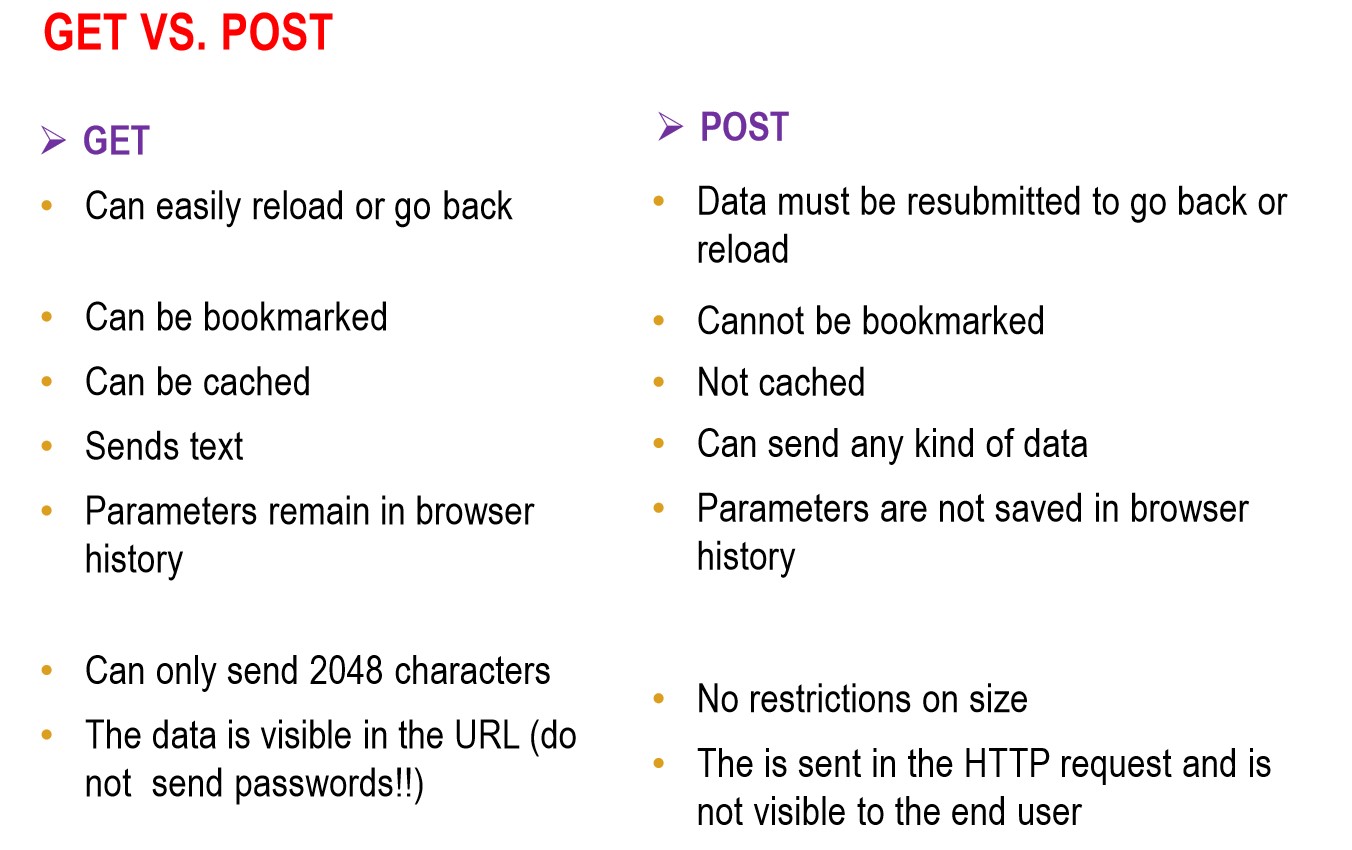 GET VS. POST
GET
Can easily reload or go back
Can be bookmarked
Can be cached
Sends text
Parameters remain in browser
history
Can only send 2048 characters
The data is visible in the URL (do
not  send passwords!!)
POST
Data must be resubmitted to go back or
reload
Cannot be bookmarked
Not cached
Can send any kind of data
Parameters are not saved in browser
history
No restrictions on size
The is sent in the HTTP request and is
not visible to the end user